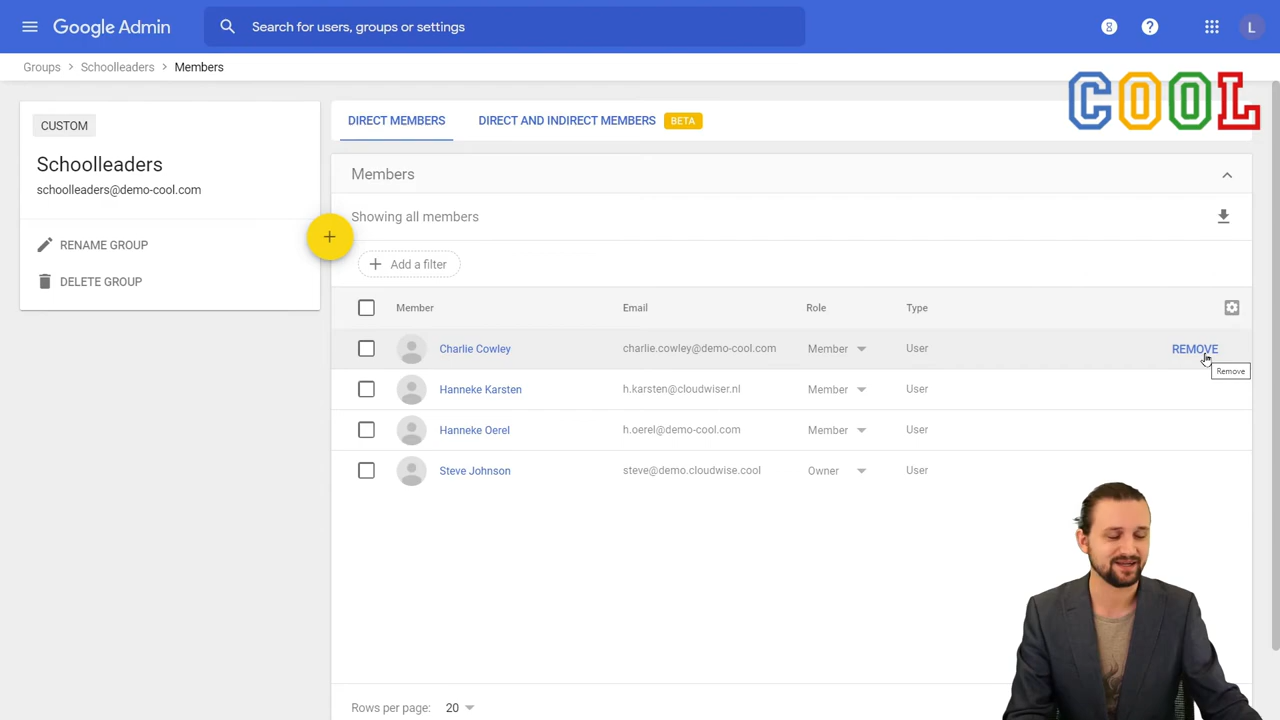 Google Admin
Search for users, groups or settings
L
Groups > Schoolleaders > Members
COOL
CUSTOM
Schoolleaders
schoolleaders@demo-cool.com
RENAME GROUP
DELETE GROUP
DIRECT MEMBERS
DIRECT AND INDIRECT MEMBERS BETA
Members
Showing all members
Add a filter
Member Email Role Type
Charlie Cowley charlie.cowley@demo-cool.com Member User REMOVE
Remove
Hanneke Karsten h.karsten@cloudwiser.nl Member User
Hanneke Oerel h.oerel@demo-cool.com Member User
Steve Johnson steve@demo.cloudwise.cool Owner User
Rows per page: 20